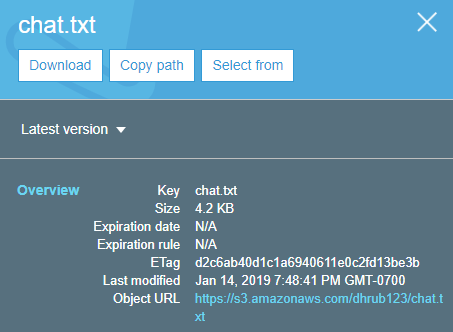 chat.txt
Download Copy path Select from
Latest version
Overview Key chat.txt
Size 4.2 KB
Expiration date N/A
Expiration rule N/A
ETag d2c6ab40d1c1a6940611e0c2fd13be3b
Last modified Jan 14, 2019 7:48:41 PM GMT-0700
Object URL https://s3.amazonaws.com/dhrub123/chat.t
xt